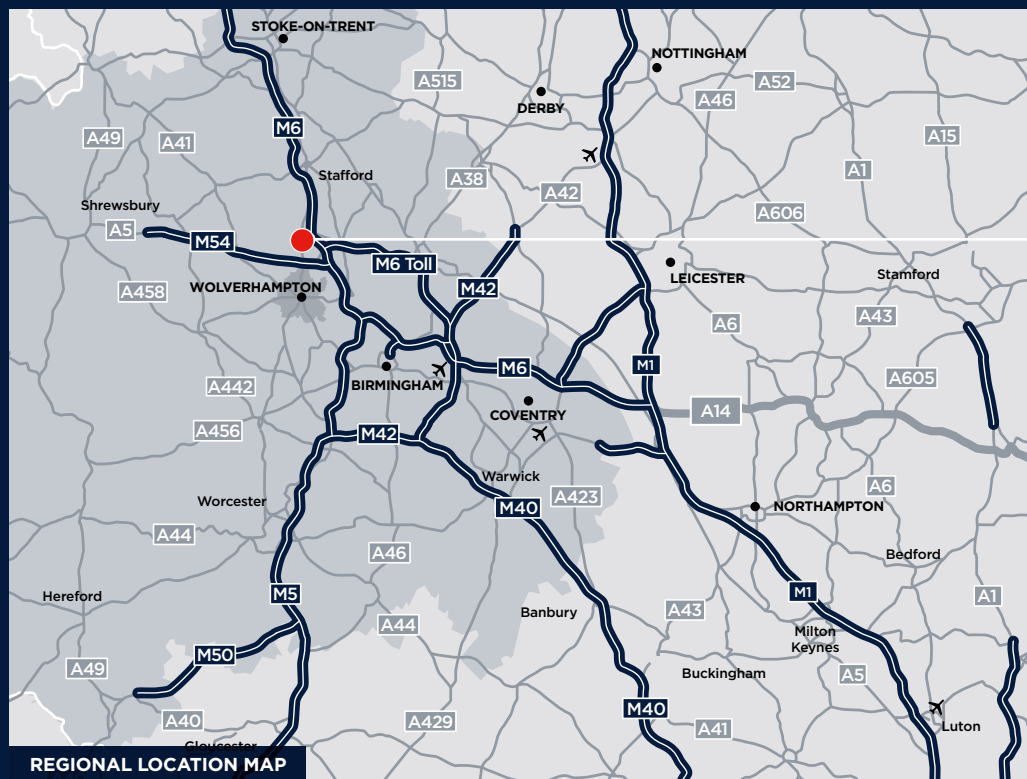 STOKE-ON-TRENT
NOTTINGHAM
A515
A52
DERBY
A46
M6
A49
A41
A15
Stafford
A38
A1
A42
Shrewsbury
A606
A5
M54
M6 Toll
LEICESTER
Stamford
WOLVERHAMPTON
A458
M42
A43
A6
M1
M6
BIRMINGHAM
A605
A442
COVENTRY
A14
A456
M42
Warwick
A6
Worcester
A423
M40
NORTHAMPTON
A44
A46
Bedford
M5
M1
A1
Hereford
Banbury
A43
A44
Milton
Keynes
M50
A49
Buckingham
A5
M40
A40
A429
A41
Luton
Gloucester
REGIONAL LOCATION MAP